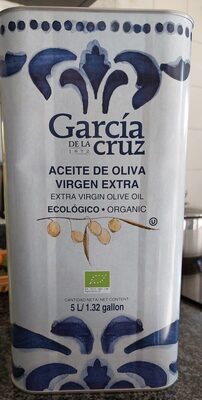 García
DE LA
1872
cruz
ACEITE DE OLIVA
VIRGEN EXTRA
EXTRA VIRGIN OLIVE OIL
ECOLÓGICO • ORGANIC
U
CANTIDAD NETA/ NET CONTENT
5 L/ 1.32 gallon